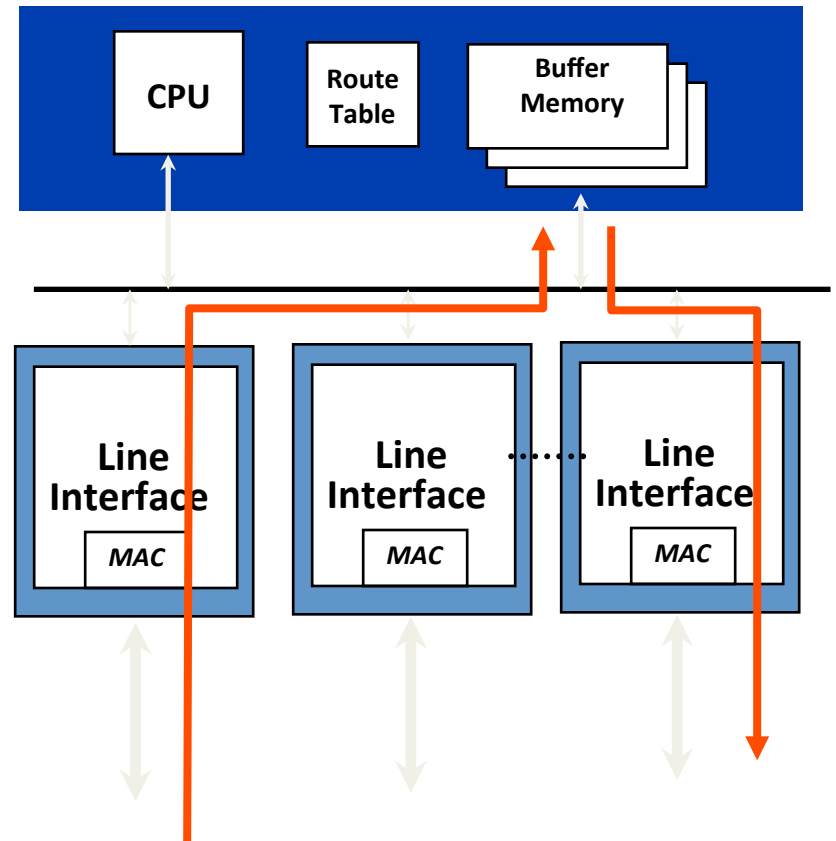 CPU
Route
Table
Buffer
Memory
Line
Interface
MAC
Line
Interface
MAC
Line
Interface
MAC